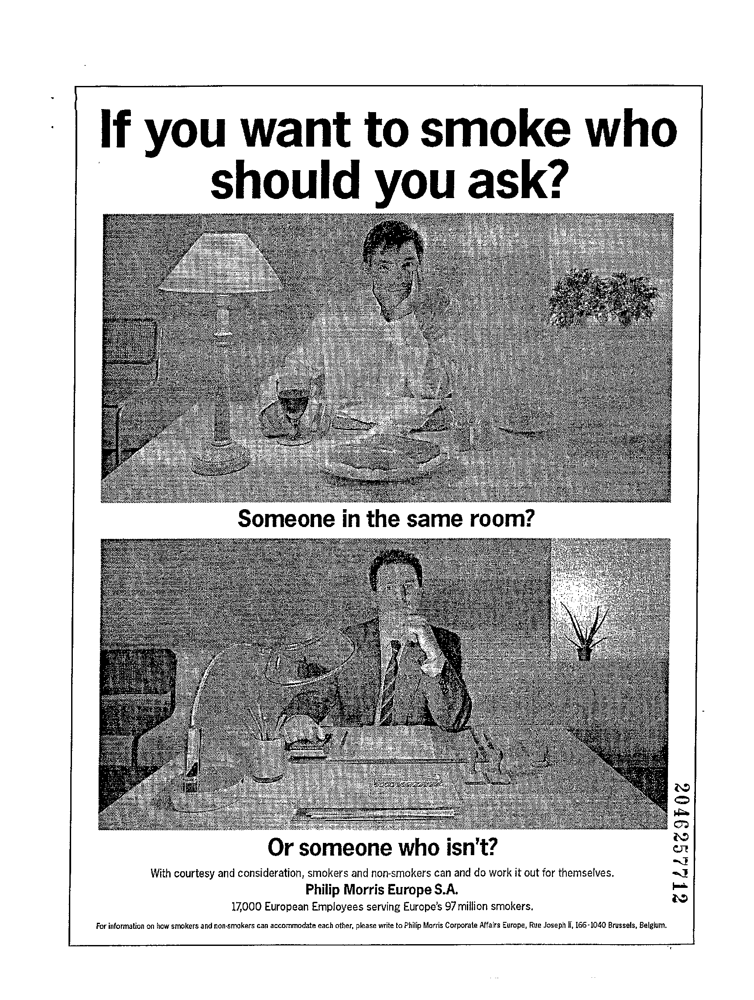 If you want to smoke who
should you ask?
Someone in the same room?
Or someone who isn't?
With courtesy and consideration, smokers and non-smokers can and do work it out for themselves.
Philip Morris Europe S.A.
17,000 European Employees serving Europe's 97 million smokers.
For information on how smokers and non-smokers can accommodate each other, please write to Philip Morris Corporate Affairs Europe, Rue Joseph II, 166-1040 Brussels, Belgium.
2046257712